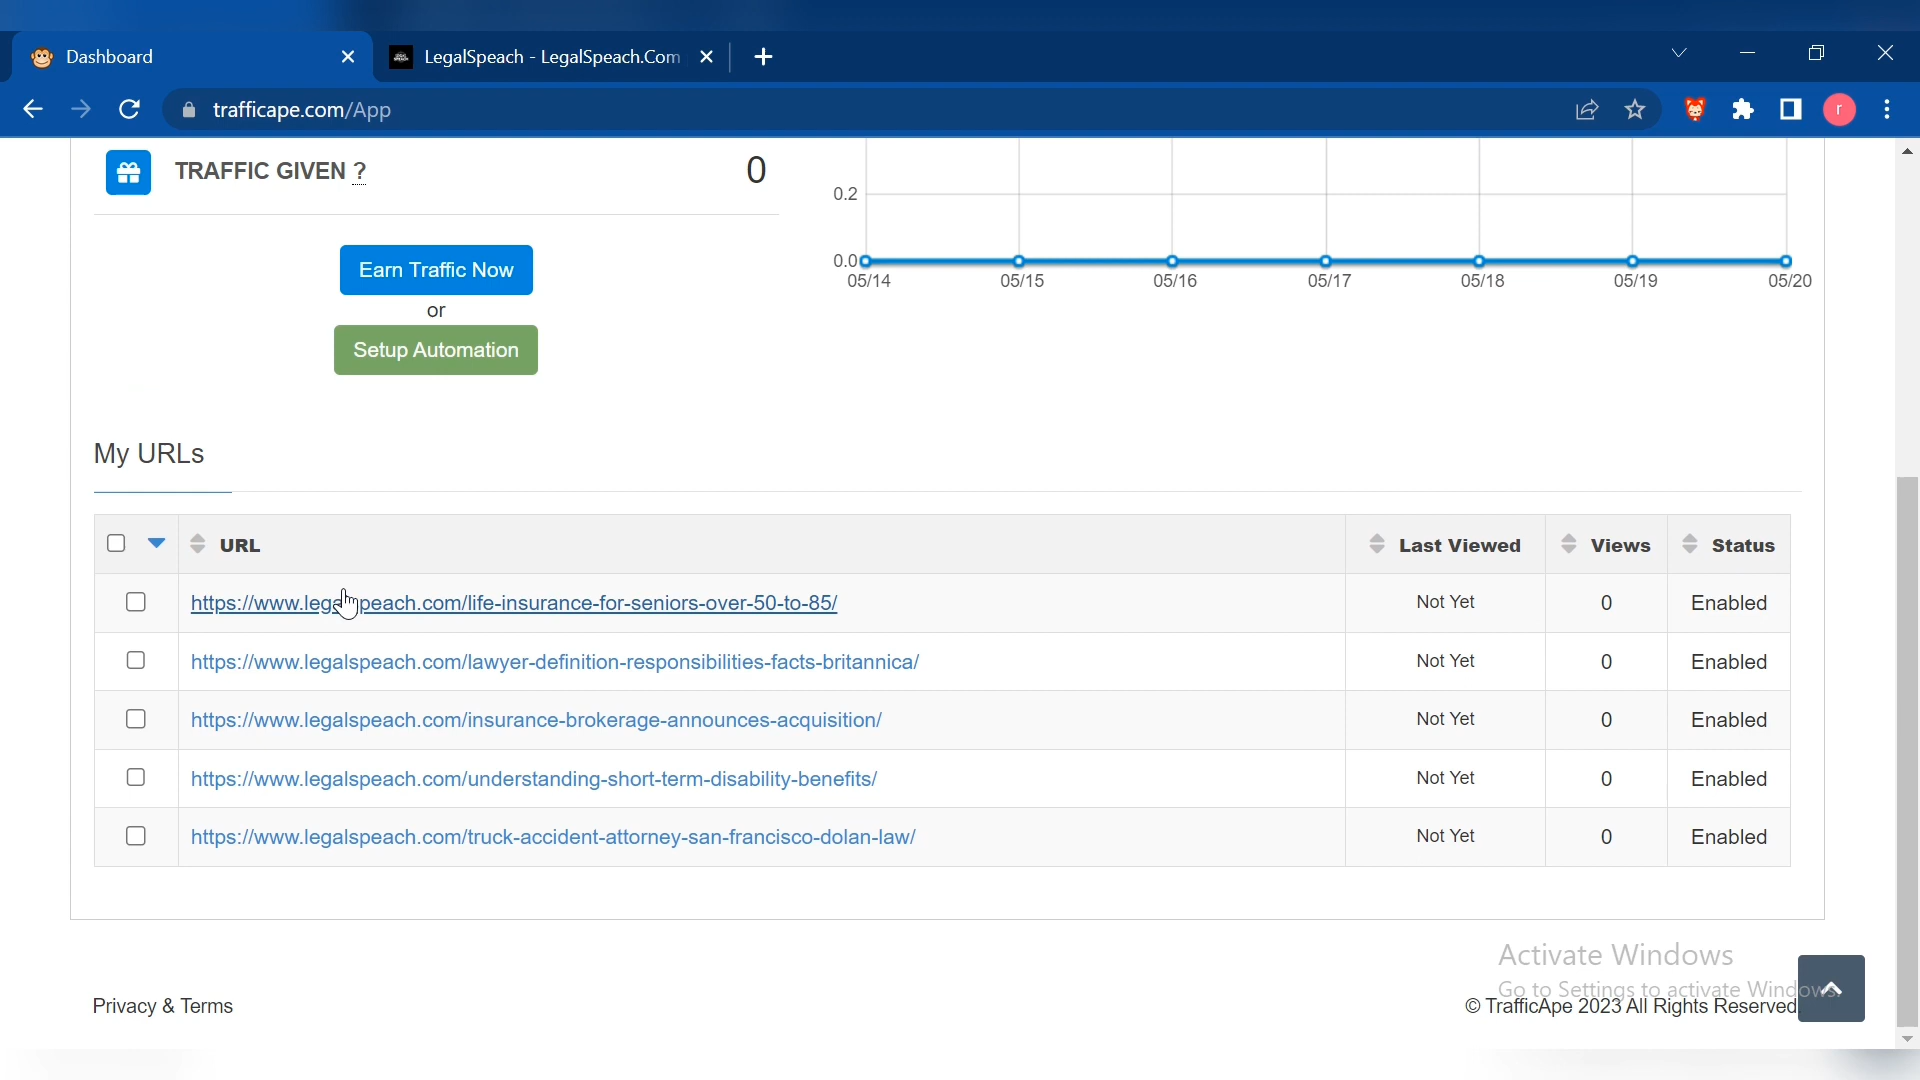 Dashboard
LegalSpeach - LegalSpeach.Com
trafficape.com/App
r
TRAFFIC GIVEN ?
0
Earn Traffic Now
or
Setup Automation
0.2
0.0
05/14 05/15 05/16 05/17 05/18 05/19 05/20
My URLs
URL Last Viewed Views Status
https://www.legalspeach.com/life-insurance-for-seniors-over-50-to-85/ Not Yet 0 Enabled
https://www.legalspeach.com/lawyer-definition-responsibilities-facts-britannica/ Not Yet 0 Enabled
https://www.legalspeach.com/insurance-brokerage-announces-acquisition/ Not Yet 0 Enabled
https://www.legalspeach.com/understanding-short-term-disability-benefits/ Not Yet 0 Enabled
https://www.legalspeach.com/truck-accident-attorney-san-francisco-dolan-law/ Not Yet 0 Enabled
Activate Windows
Go to Settings to activate Windows.
Privacy & Terms
© TrafficApe 2023 All Rights Reserved.